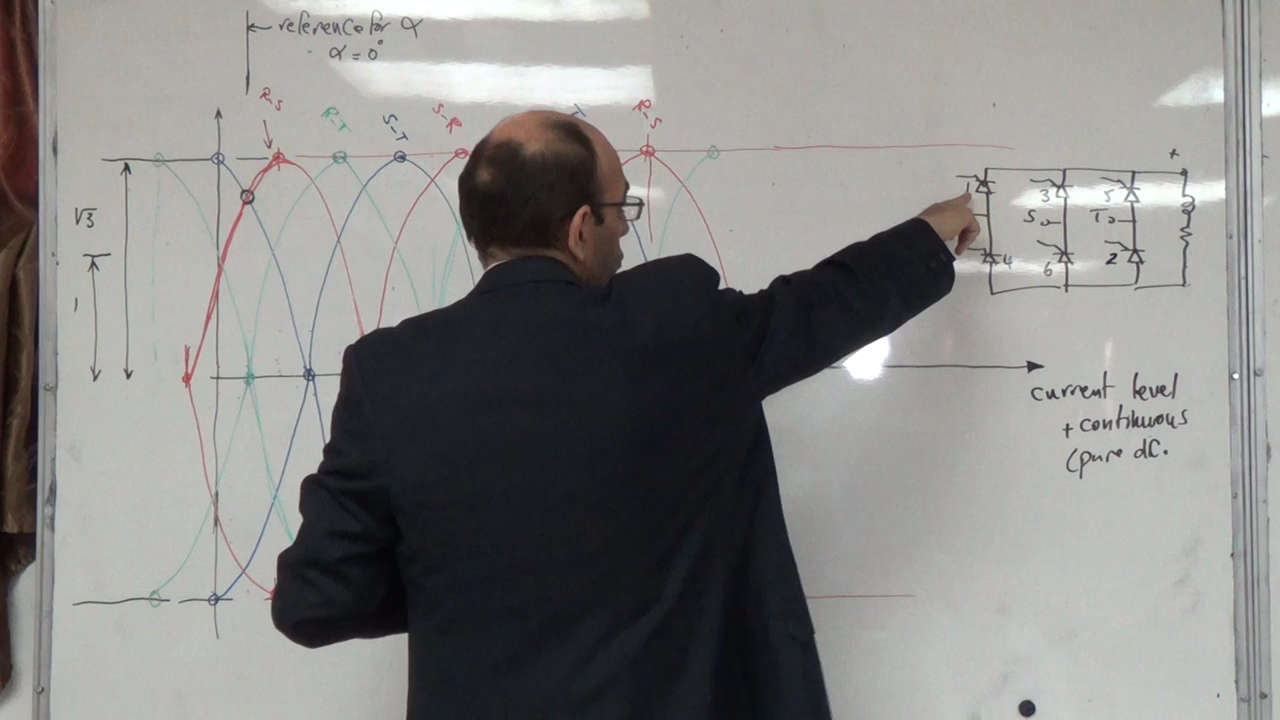 reference for α
α = 0°
R-S
R-T
S-T
S-R
T
R-S
√3
1
+
1
3
5
S
T
4
6
2
current level
+ continuous
(pure dc.